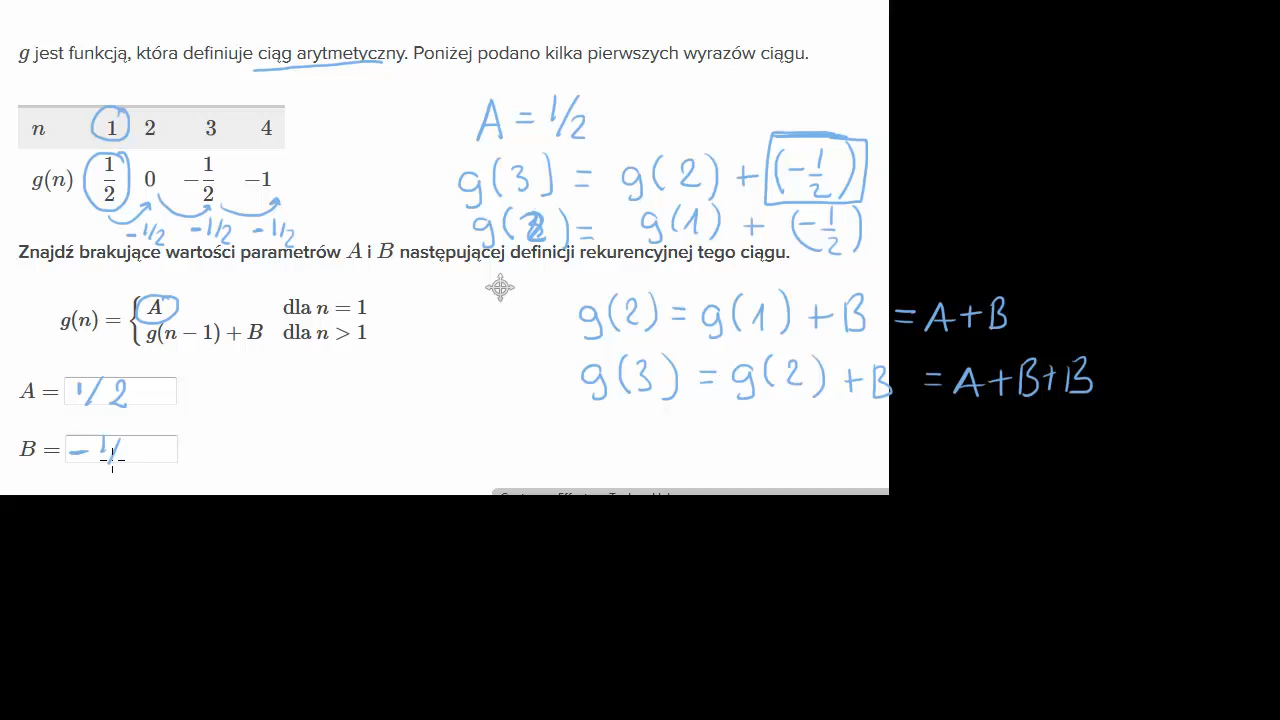 g jest funkcją, która definiuje ciąg arytmetyczny. Poniżej podano kilka pierwszych wyrazów ciągu.
n 1 2 3 4
g(n) 1/2 0 -1/2 -1
-1/2 -1/2 -1/2
A = 1/2
g(3) = g(2) + (-1/2)
g(2) = g(1) + (-1/2)
Znajdź brakujące wartości parametrów A i B następującej definicji rekurencyjnej tego ciągu.
g(n) = { A dla n = 1
g(n − 1) + B dla n > 1
g(2) = g(1) + B = A + B
g(3) = g(2) + B = A + B + B
A = 1/2
B = - 1/